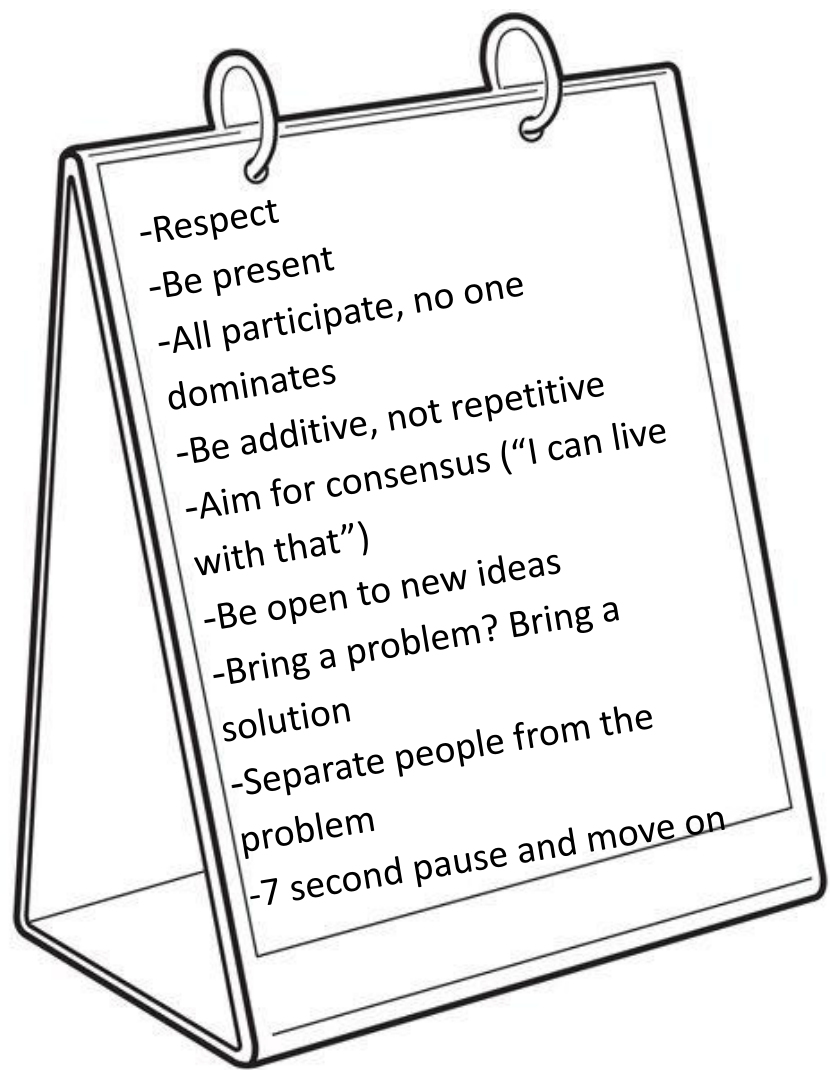 -Respect
-Be present
-All participate, no one
dominates
-Be additive, not repetitive
-Aim for consensus (“I can live
with that”)
-Be open to new ideas
-Bring a problem? Bring a
solution
-Separate people from the
problem
-7 second pause and move on